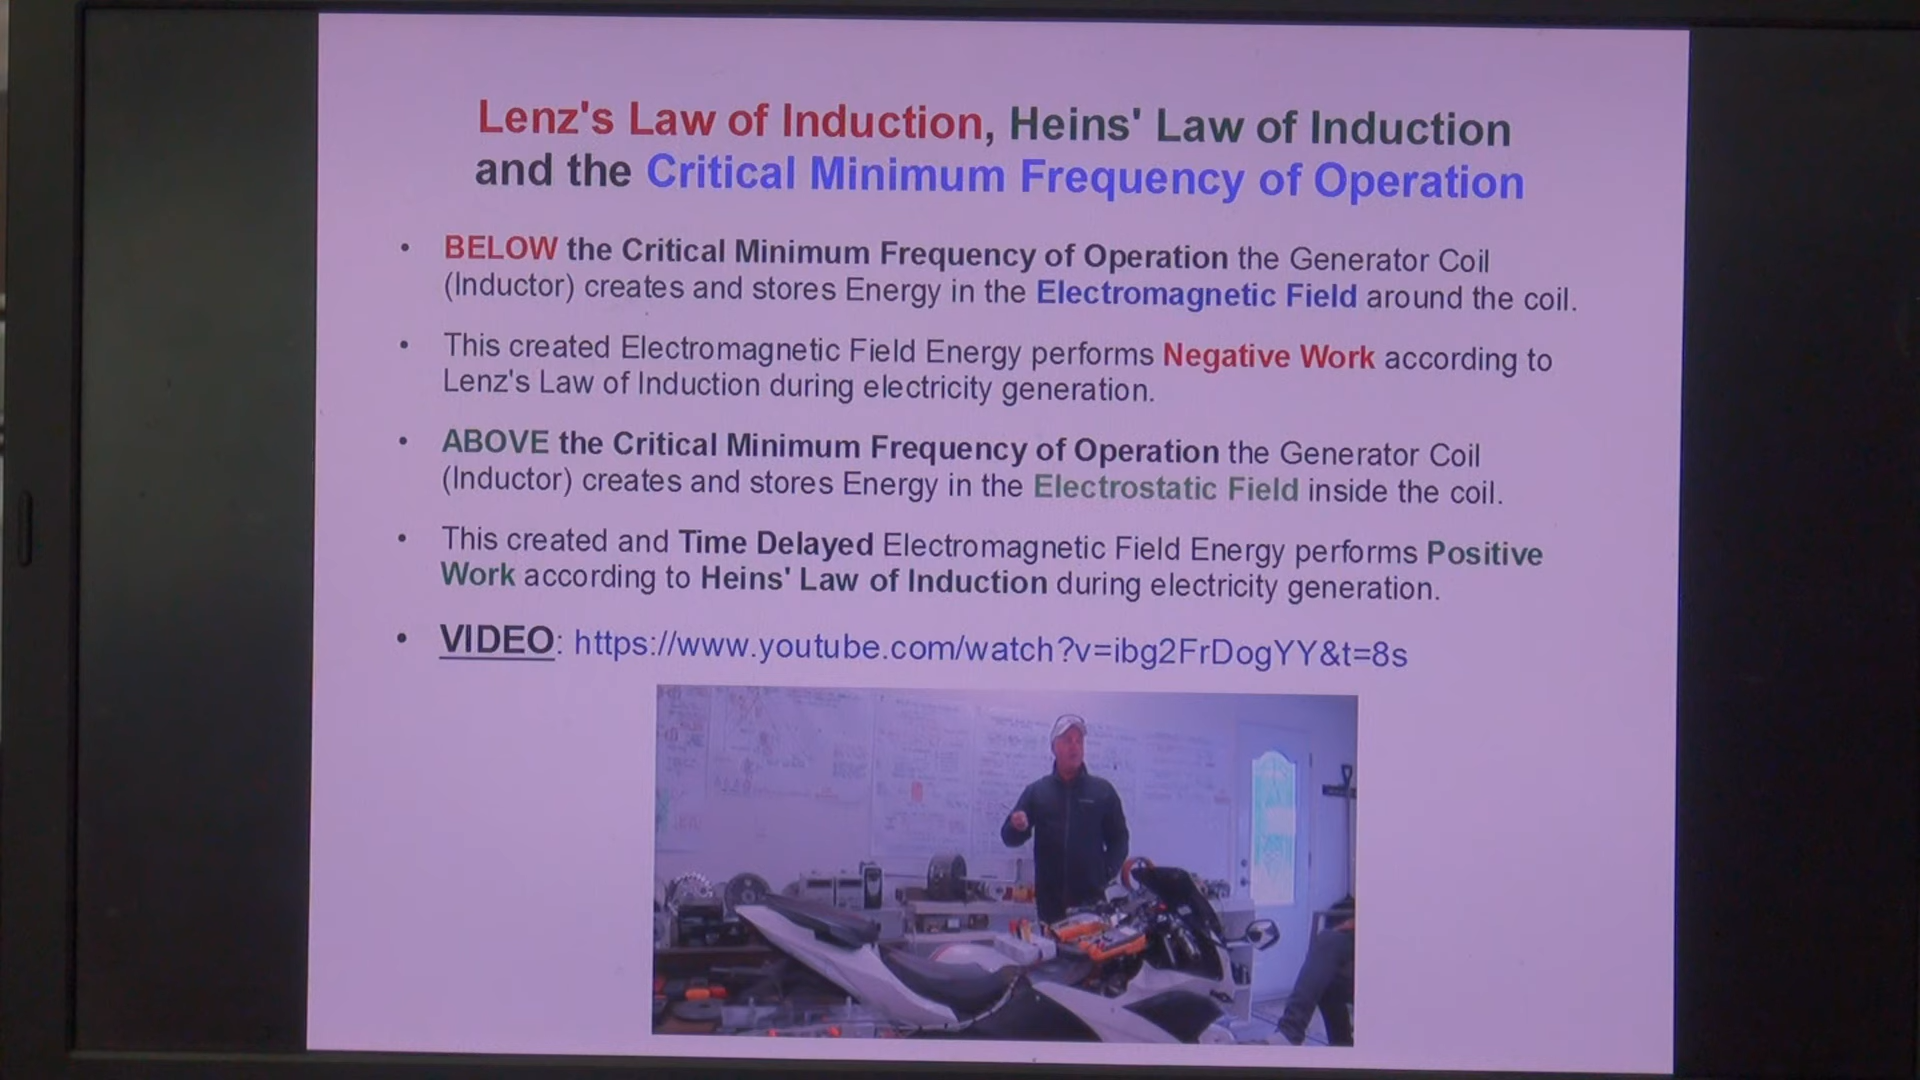 Lenz's Law of Induction, Heins' Law of Induction
and the Critical Minimum Frequency of Operation
• BELOW the Critical Minimum Frequency of Operation the Generator Coil
(Inductor) creates and stores Energy in the Electromagnetic Field around the coil.
• This created Electromagnetic Field Energy performs Negative Work according to
Lenz's Law of Induction during electricity generation.
• ABOVE the Critical Minimum Frequency of Operation the Generator Coil
(Inductor) creates and stores Energy in the Electrostatic Field inside the coil.
• This created and Time Delayed Electromagnetic Field Energy performs Positive
Work according to Heins' Law of Induction during electricity generation.
• VIDEO: https://www.youtube.com/watch?v=ibg2FrDogYY&t=8s